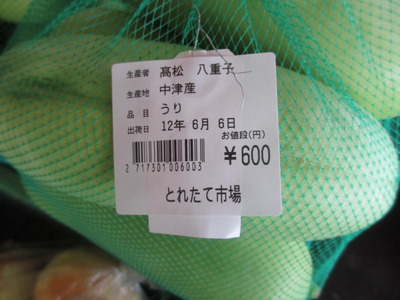 生産者 髙松 八重子
生産地 中津産
品 目 うり
出荷日 12年 6月 6日
お値段(円)
¥600
2 717301 006003
とれたて市場